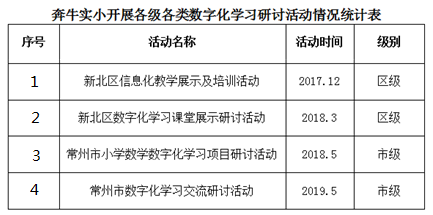 奔牛实小开展各级各类数字化学习研讨活动情况统计表
序号 活动名称 活动时间 级别
1 新北区信息化教学展示及培训活动 2017.12 区级
2 新北区数字化学习课堂展示研讨活动 2018.3 区级
3 常州市小学数学数字化学习项目研讨活动 2018.5 市级
4 常州市数字化学习交流研讨活动 2019.5 市级